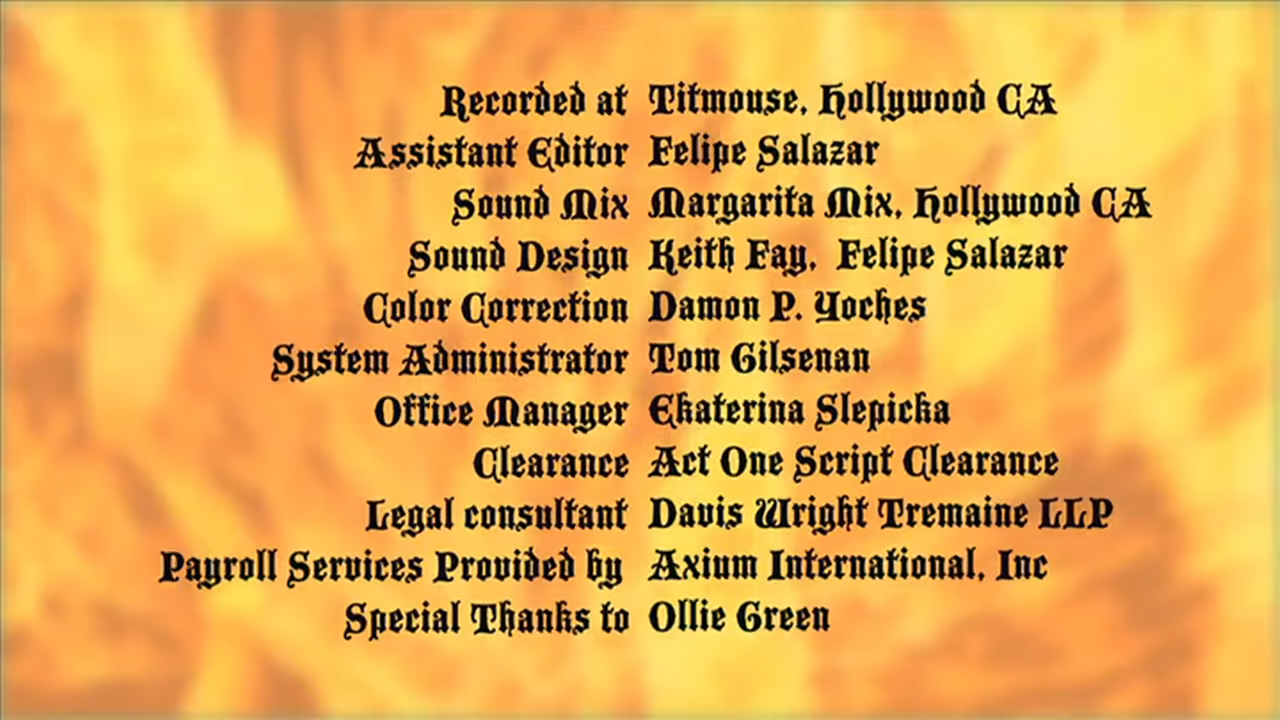 Recorded at Titmouse, Hollywood CA
Assistant Editor Felipe Salazar
Sound Mix Margarita Mix, Hollywood CA
Sound Design Keith Fay, Felipe Salazar
Color Correction Damon P. Yoches
System Administrator Tom Gilsenan
Office Manager Ekaterina Slepicka
Clearance Act One Script Clearance
Legal consultant Davis Wright Tremaine LLP
Payroll Services Provided by Axium International, Inc
Special Thanks to Ollie Green